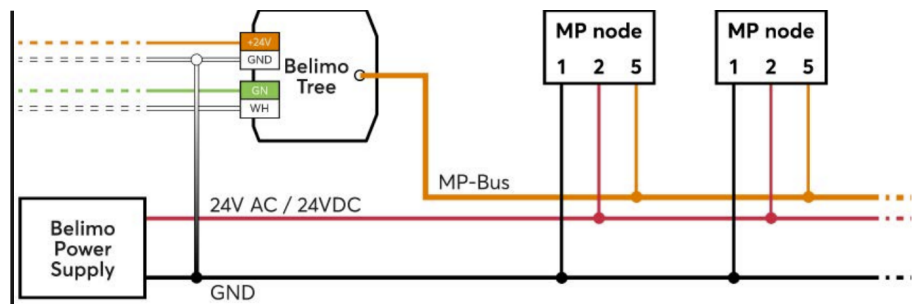 +24V
GND
GN
WH
Belimo
Tree
MP node
1 2 5
MP node
1 2 5
MP-Bus
24V AC / 24VDC
Belimo
Power
Supply
GND